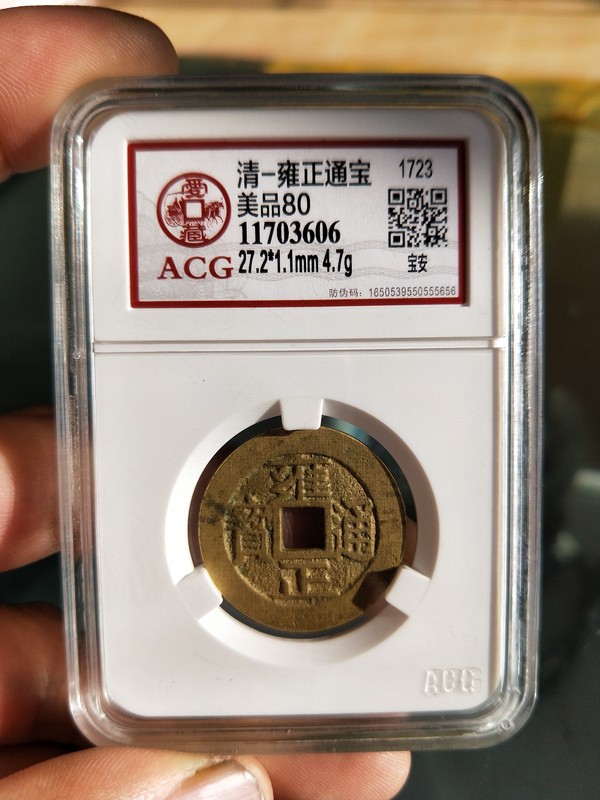 清-雍正通宝 1723
美品80
11703606
ACG 27.2*1.1mm 4.7g 宝安
防伪码：1650539550555656
雍
寳 通
正
ACG